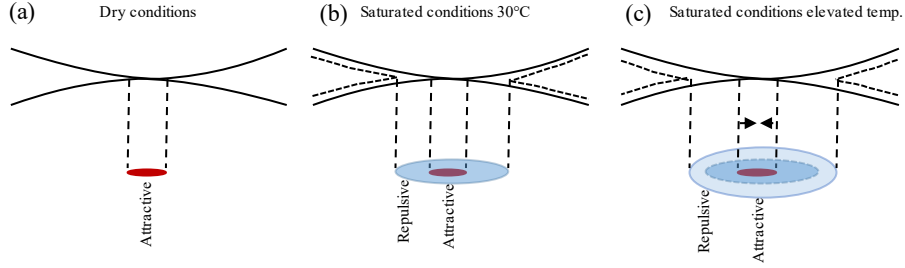 (a)
Dry conditions
(b)
Saturated conditions 30°C
(c)
Saturated conditions elevated temp.
Attractive
Repulsive
Attractive
Repulsive
Attractive